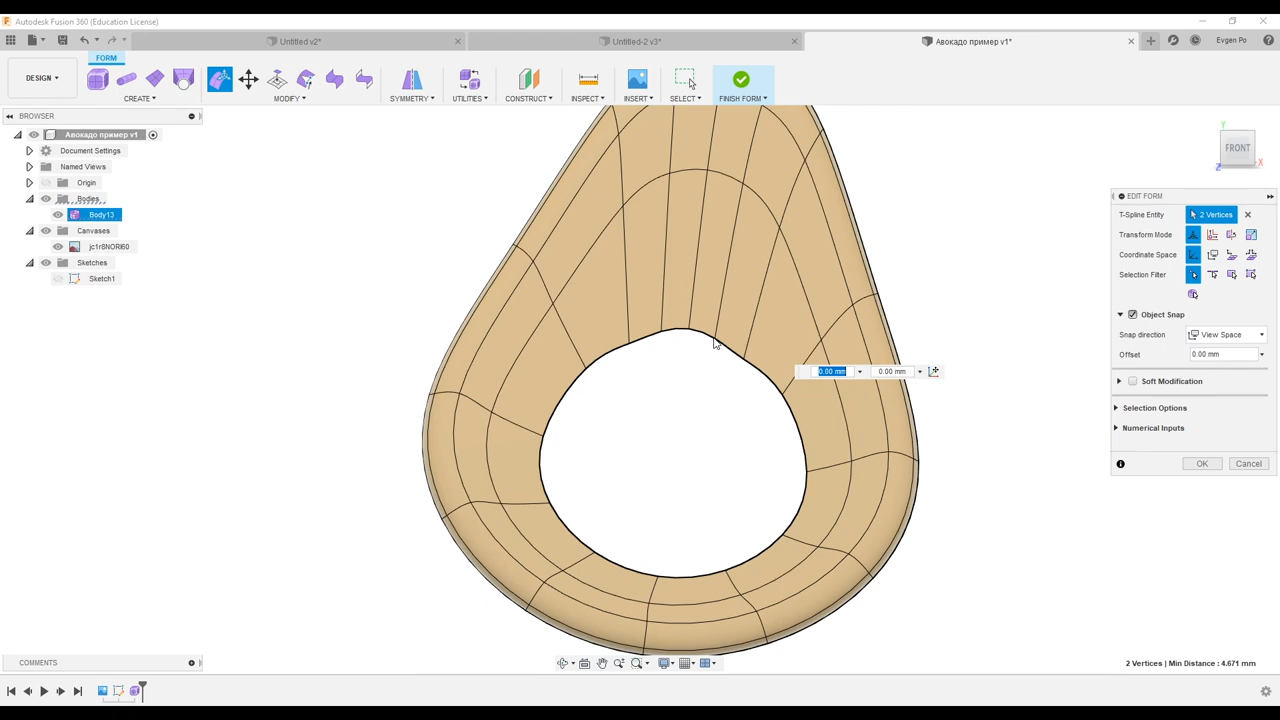 Autodesk Fusion 360 (Education License)
Untitled v2*
Untitled-2 v3*
Авокадо пример v1*
Evgen Po
FORM
DESIGN
CREATE
MODIFY
SYMMETRY
UTILITIES
CONSTRUCT
INSPECT
INSERT
SELECT
FINISH FORM
BROWSER
Авокадо пример v1
Document Settings
Named Views
Origin
Bodies
Body13
Canvases
jc1r8NORl60
Sketches
Sketch1
Y
FRONT
Z
X
EDIT FORM
T-Spline Entity
2 Vertices
Transform Mode
Coordinate Space
Selection Filter
Object Snap
Snap direction
View Space
Offset
0.00 mm
Soft Modification
Selection Options
Numerical Inputs
OK
Cancel
0.00 mm
0.00 mm
COMMENTS
2 Vertices | Min Distance : 4.671 mm